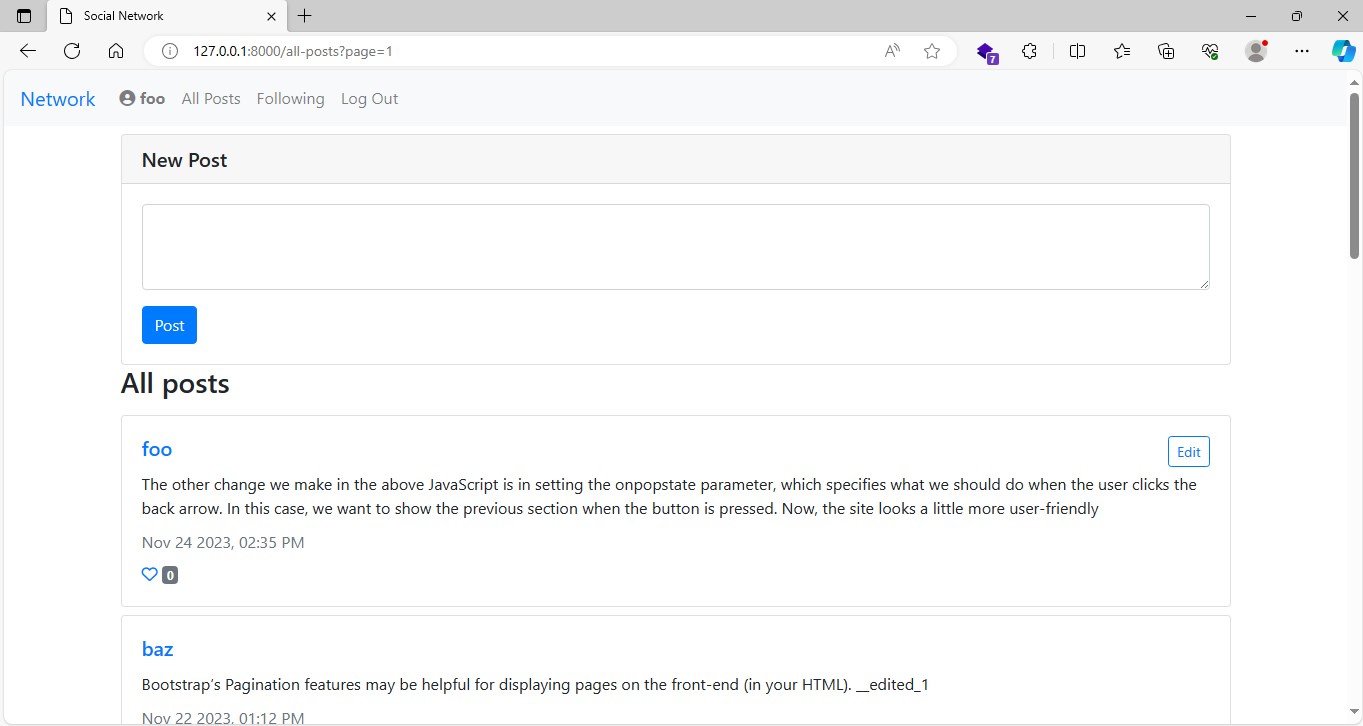 Social Network
127.0.0.1:8000/all-posts?page=1
A
7
Network foo All Posts Following Log Out
New Post
Post
All posts
foo
Edit
The other change we make in the above JavaScript is in setting the onpopstate parameter, which specifies what we should do when the user clicks the
back arrow. In this case, we want to show the previous section when the button is pressed. Now, the site looks a little more user-friendly
Nov 24 2023, 02:35 PM
0
baz
Bootstrap’s Pagination features may be helpful for displaying pages on the front-end (in your HTML). __edited_1
Nov 22 2023, 01:12 PM